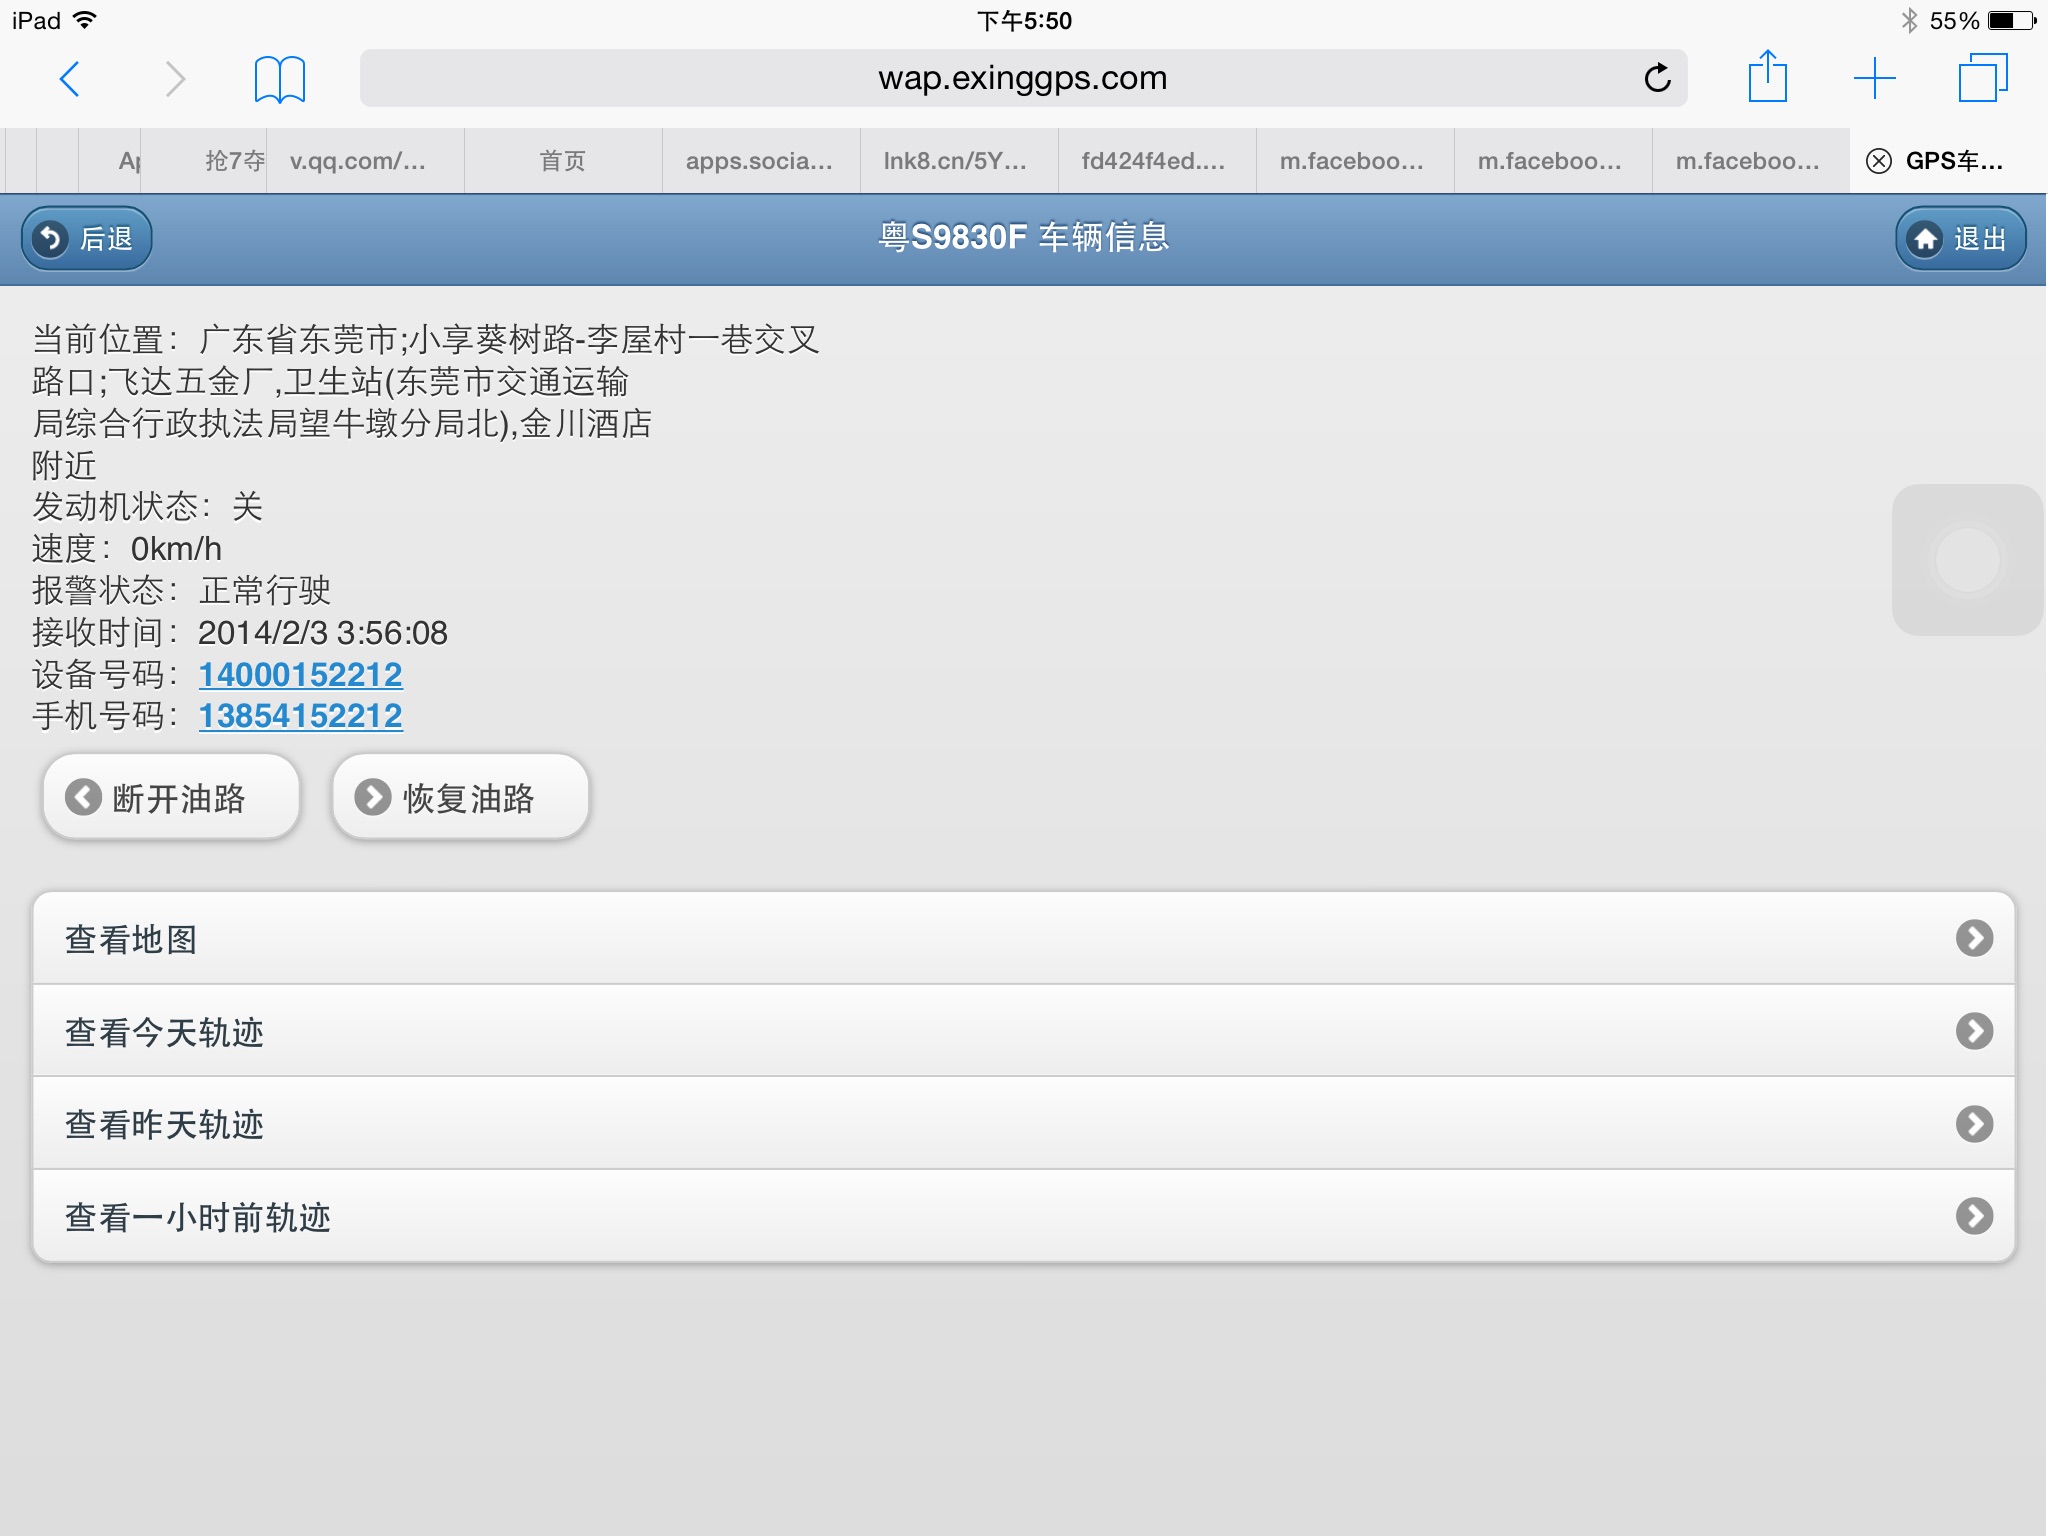 iPad
下午5:50
55%
wap.exinggps.com
抢7夺
v.qq.com/...
首页
apps.socia...
lnk8.cn/5Y...
fd424f4ed....
m.faceboo...
m.faceboo...
m.faceboo...
GPS车...
后退
粤S9830F 车辆信息
退出
当前位置：广东省东莞市;小享葵树路-李屋村一巷交叉
路口;飞达五金厂,卫生站(东莞市交通运输
局综合行政执法局望牛墩分局北),金川酒店
附近
发动机状态：关
速度：0km/h
报警状态：正常行驶
接收时间：2014/2/3 3:56:08
设备号码：14000152212
手机号码：13854152212
断开油路
恢复油路
查看地图
查看今天轨迹
查看昨天轨迹
查看一小时前轨迹